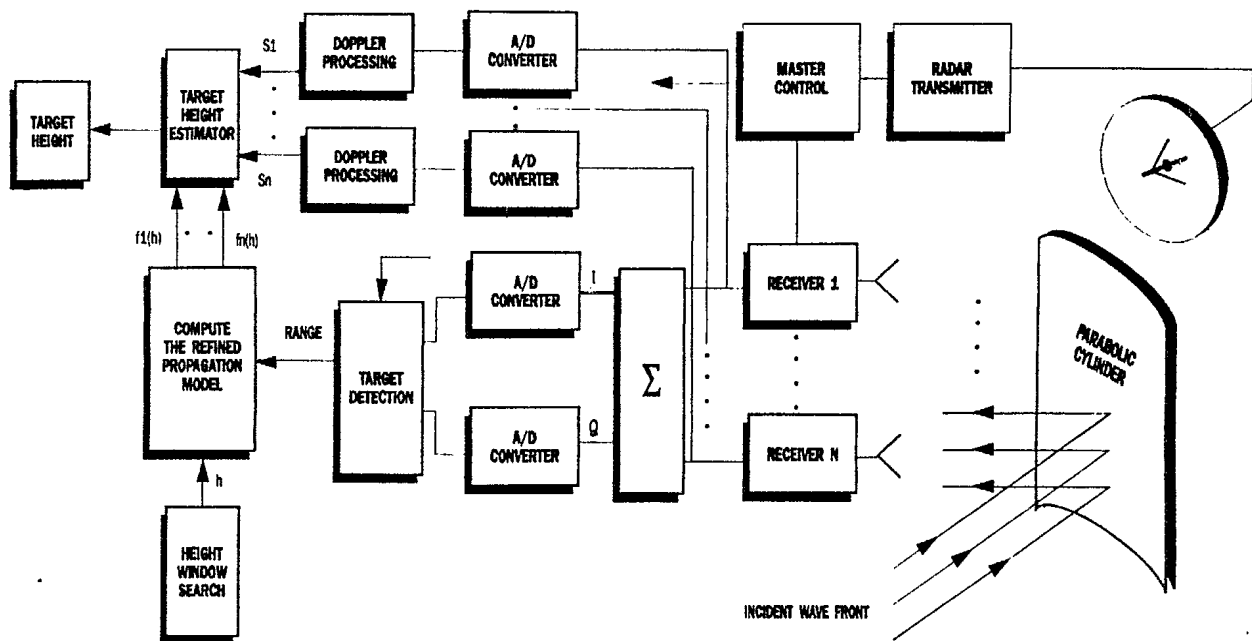 S1
DOPPLER
PROCESSING
A/D
CONVERTER
MASTER
CONTROL
RADAR
TRANSMITTER
TARGET
HEIGHT
TARGET
HEIGHT
ESTIMATOR
Sn
DOPPLER
PROCESSING
A/D
CONVERTER
f1(h)
fn(h)
COMPUTE
THE REFINED
PROPAGATION
MODEL
RANGE
TARGET
DETECTION
A/D
CONVERTER
I
Σ
RECEIVER 1
PARABOLIC
CYLINDER
A/D
CONVERTER
Q
RECEIVER N
h
HEIGHT
WINDOW
SEARCH
INCIDENT WAVE FRONT